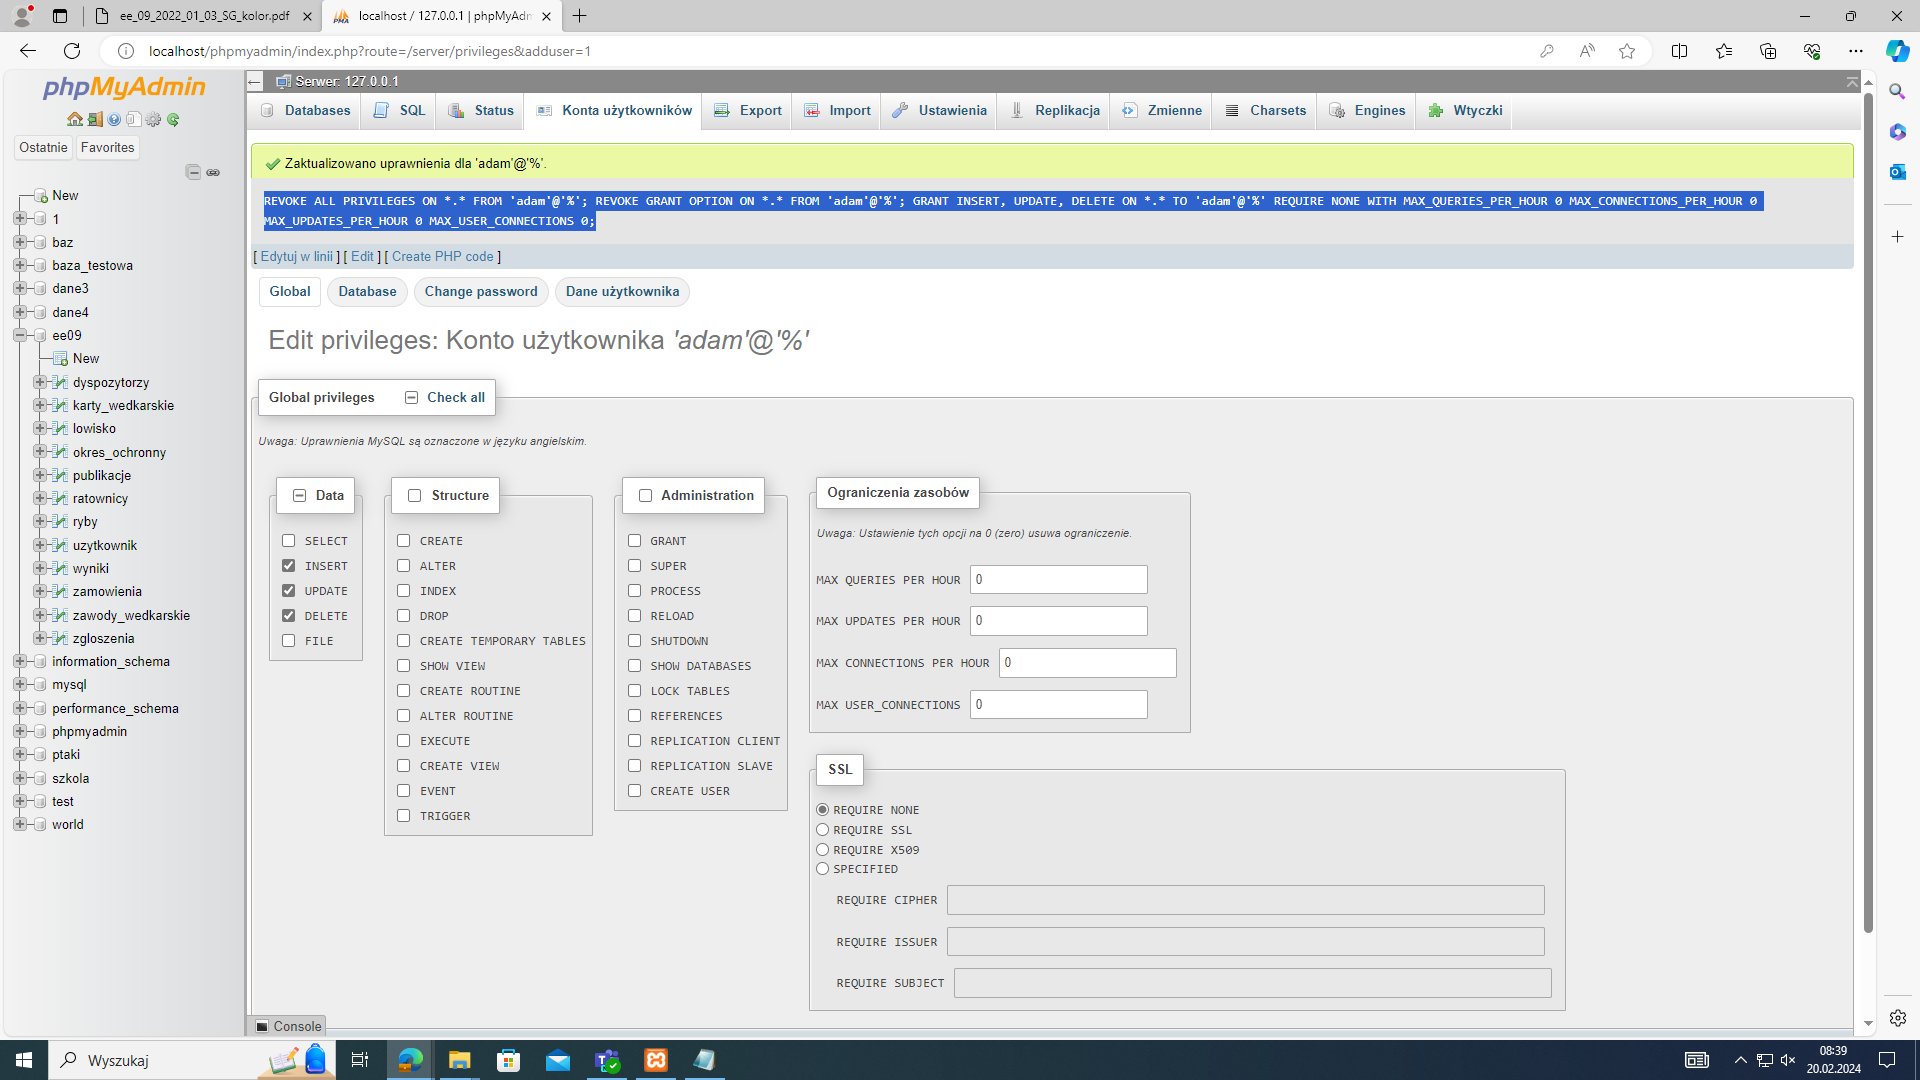 ee_09_2022_01_03_SG_kolor.pdf
localhost / 127.0.0.1 | phpMyAdm
localhost/phpmyadmin/index.php?route=/server/privileges&adduser=1
phpMyAdmin
Ostatnie Favorites
New
1
baz
baza_testowa
dane3
dane4
ee09
New
dyspozytorzy
karty_wedkarskie
lowisko
okres_ochronny
publikacje
ratownicy
ryby
uzytkownik
wyniki
zamowienia
zawody_wedkarskie
zgloszenia
information_schema
mysql
performance_schema
phpmyadmin
ptaki
szkola
test
world
Serwer: 127.0.0.1
Databases SQL Status Konta użytkowników Export Import Ustawienia Replikacja Zmienne Charsets Engines Wtyczki
Zaktualizowano uprawnienia dla 'adam'@'%'.
REVOKE ALL PRIVILEGES ON *.* FROM 'adam'@'%'; REVOKE GRANT OPTION ON *.* FROM 'adam'@'%'; GRANT INSERT, UPDATE, DELETE ON *.* TO 'adam'@'%' REQUIRE NONE WITH MAX_QUERIES_PER_HOUR 0 MAX_CONNECTIONS_PER_HOUR 0
MAX_UPDATES_PER_HOUR 0 MAX_USER_CONNECTIONS 0;
[ Edytuj w linii ] [ Edit ] [ Create PHP code ]
Global Database Change password Dane użytkownika
Edit privileges: Konto użytkownika 'adam'@'%'
Global privileges Check all
Uwaga: Uprawnienia MySQL są oznaczone w języku angielskim.
Data
SELECT
INSERT
UPDATE
DELETE
FILE
Structure
CREATE
ALTER
INDEX
DROP
CREATE TEMPORARY TABLES
SHOW VIEW
CREATE ROUTINE
ALTER ROUTINE
EXECUTE
CREATE VIEW
EVENT
TRIGGER
Administration
GRANT
SUPER
PROCESS
RELOAD
SHUTDOWN
SHOW DATABASES
LOCK TABLES
REFERENCES
REPLICATION CLIENT
REPLICATION SLAVE
CREATE USER
Ograniczenia zasobów
Uwaga: Ustawienie tych opcji na 0 (zero) usuwa ograniczenie.
MAX QUERIES PER HOUR 0
MAX UPDATES PER HOUR 0
MAX CONNECTIONS PER HOUR 0
MAX USER_CONNECTIONS 0
SSL
REQUIRE NONE
REQUIRE SSL
REQUIRE X509
SPECIFIED
REQUIRE CIPHER
REQUIRE ISSUER
REQUIRE SUBJECT
Console
Wyszukaj
08:39
20.02.2024